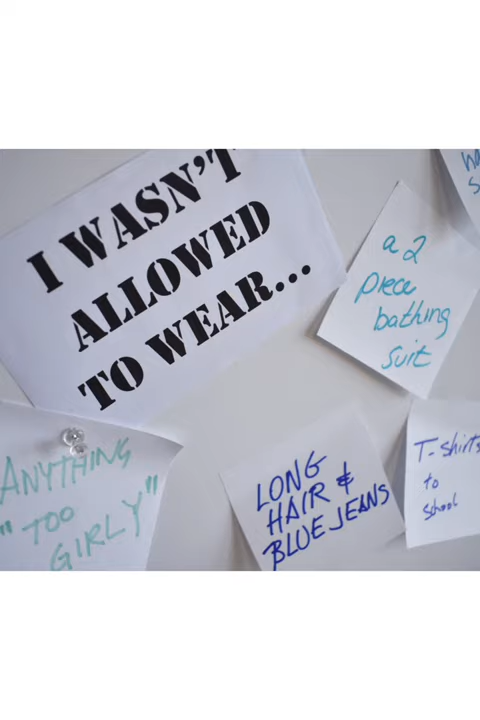 I WASN'T
ALLOWED
TO WEAR...
a 2
piece
bathing
suit
ANYTHING
"TOO
GIRLY"
LONG
HAIR &
BLUE JEANS
T-shirts
to
school